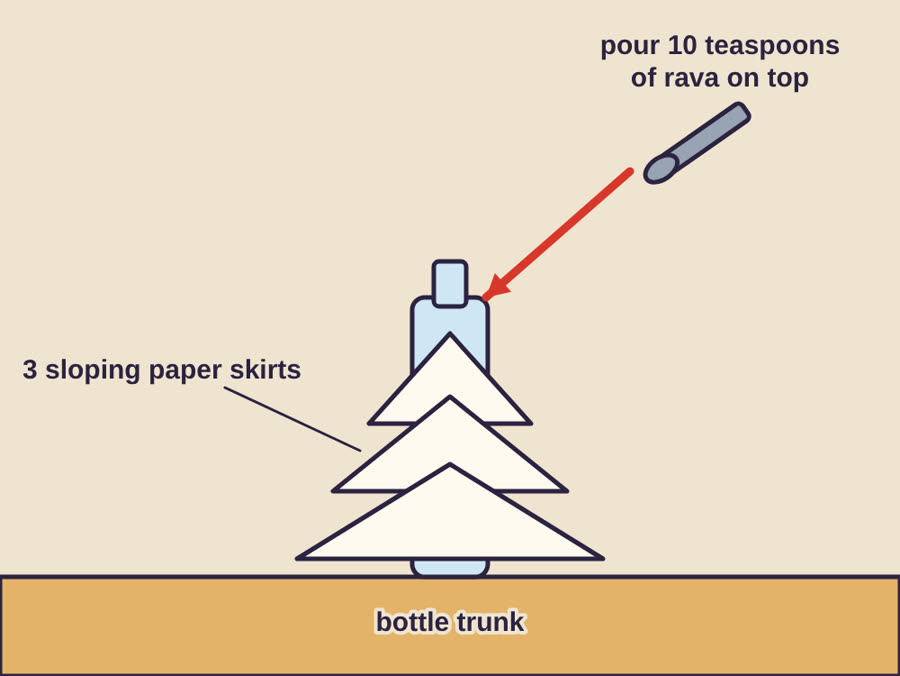 pour 10 teaspoons
of rava on top
3 sloping paper skirts
bottle trunk